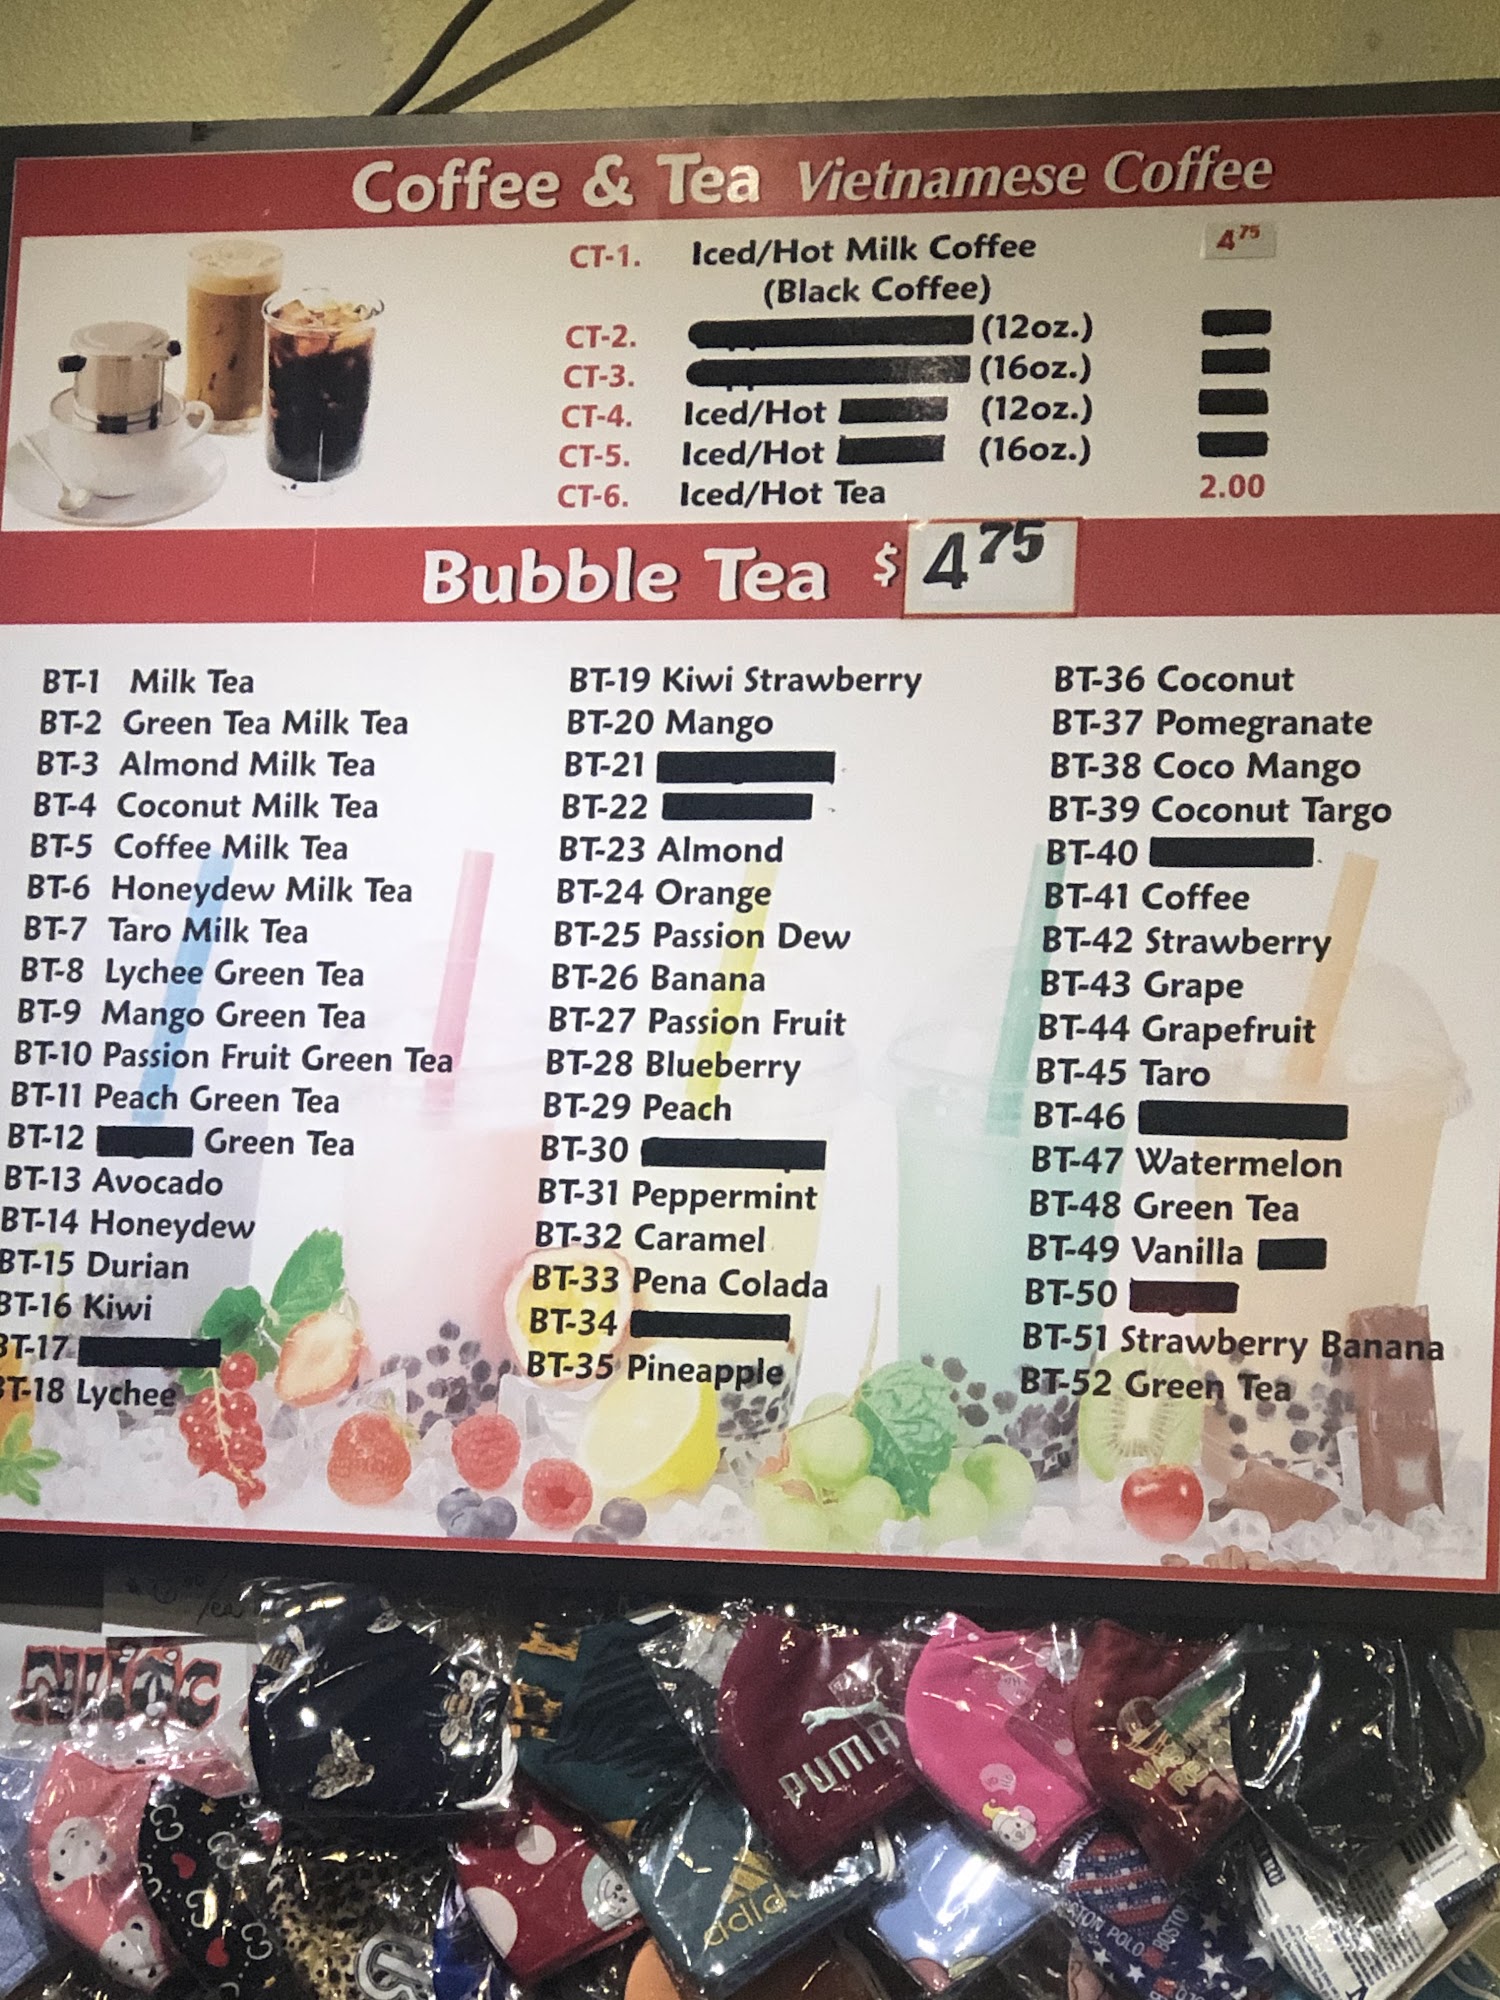 Coffee & Tea Vietnamese Coffee
CT-1. Iced/Hot Milk Coffee 4 75
(Black Coffee)
CT-2. (12oz.)
CT-3. (16oz.)
CT-4. Iced/Hot (12oz.)
CT-5. Iced/Hot (16oz.)
CT-6. Iced/Hot Tea 2.00
Bubble Tea $ 4 75
BT-1 Milk Tea
BT-2 Green Tea Milk Tea
BT-3 Almond Milk Tea
BT-4 Coconut Milk Tea
BT-5 Coffee Milk Tea
BT-6 Honeydew Milk Tea
BT-7 Taro Milk Tea
BT-8 Lychee Green Tea
BT-9 Mango Green Tea
BT-10 Passion Fruit Green Tea
BT-11 Peach Green Tea
BT-12 Green Tea
BT-13 Avocado
BT-14 Honeydew
BT-15 Durian
BT-16 Kiwi
BT-17
BT-18 Lychee
BT-19 Kiwi Strawberry
BT-20 Mango
BT-21
BT-22
BT-23 Almond
BT-24 Orange
BT-25 Passion Dew
BT-26 Banana
BT-27 Passion Fruit
BT-28 Blueberry
BT-29 Peach
BT-30
BT-31 Peppermint
BT-32 Caramel
BT-33 Pena Colada
BT-34
BT-35 Pineapple
BT-36 Coconut
BT-37 Pomegranate
BT-38 Coco Mango
BT-39 Coconut Targo
BT-40
BT-41 Coffee
BT-42 Strawberry
BT-43 Grape
BT-44 Grapefruit
BT-45 Taro
BT-46
BT-47 Watermelon
BT-48 Green Tea
BT-49 Vanilla
BT-50
BT-51 Strawberry Banana
BT-52 Green Tea
PUMA
adidas
POLO